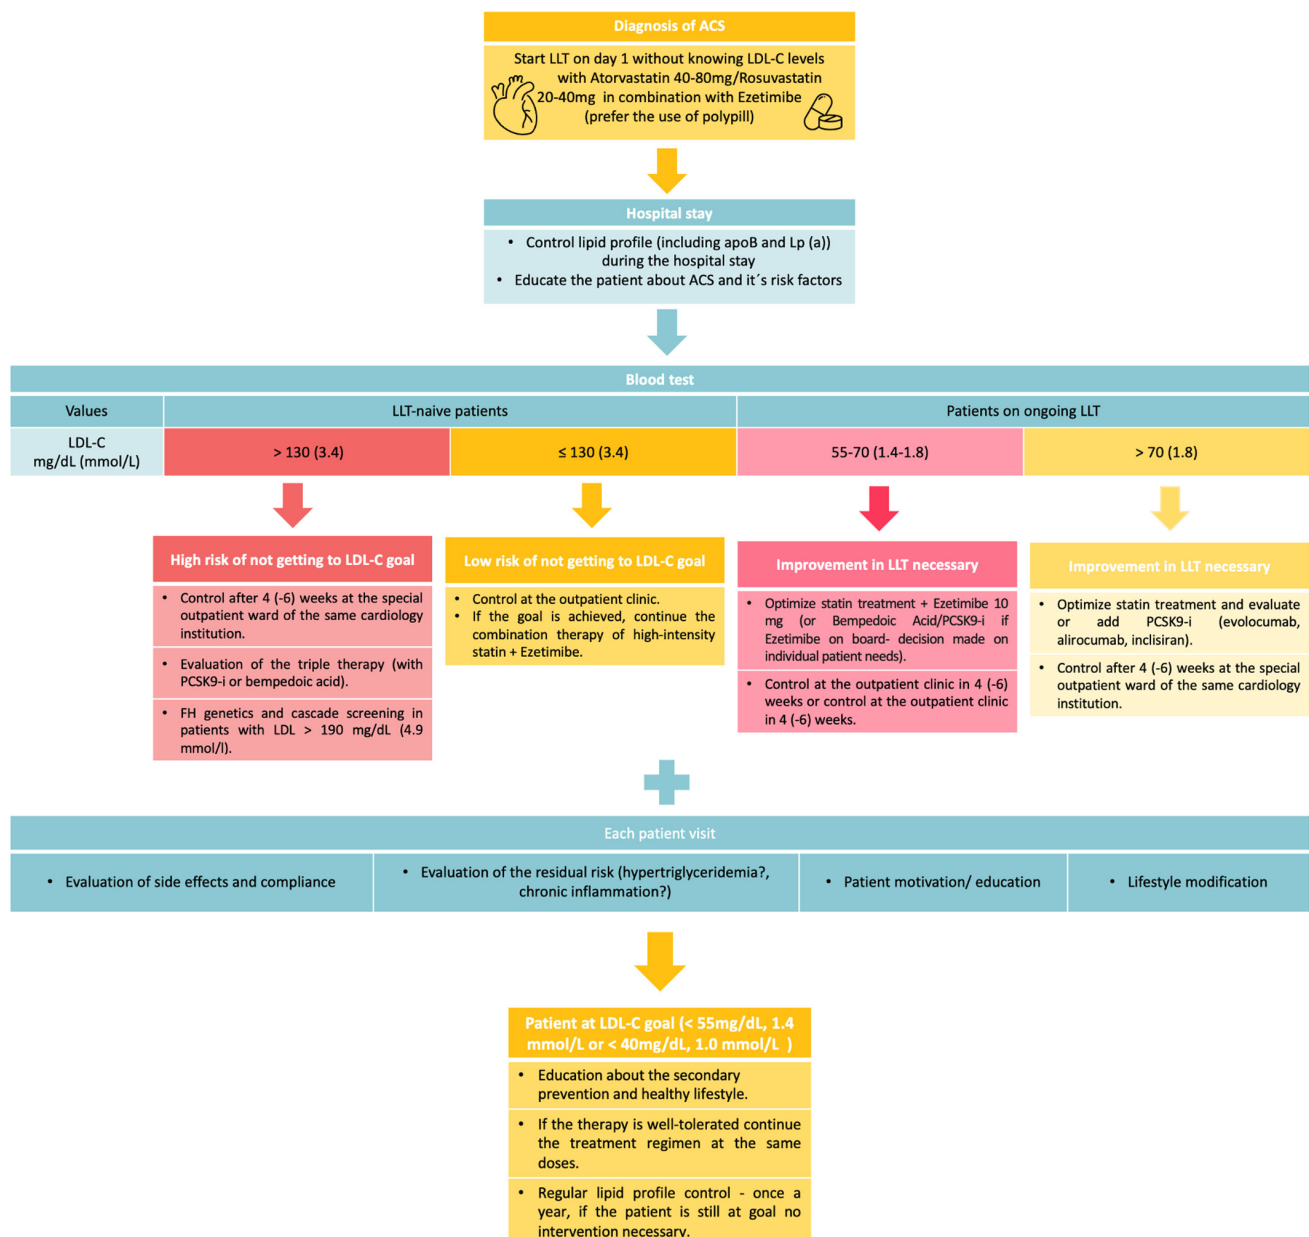 Diagnosis of ACS
Start LLT on day 1 without knowing LDL-C levels
with Atorvastatin 40-80mg/Rosuvastatin
20-40mg in combination with Ezetimibe
(prefer the use of polypill)
Hospital stay
• Control lipid profile (including apoB and Lp (a))
during the hospital stay
• Educate the patient about ACS and it´s risk factors
Blood test
Values
LLT-naive patients
Patients on ongoing LLT
LDL-C
mg/dL (mmol/L)
> 130 (3.4)
≤ 130 (3.4)
55-70 (1.4-1.8)
> 70 (1.8)
High risk of not getting to LDL-C goal
• Control after 4 (-6) weeks at the special
outpatient ward of the same cardiology
institution.
• Evaluation of the triple therapy (with
PCSK9-i or bempedoic acid).
• FH genetics and cascade screening in
patients with LDL > 190 mg/dL (4.9
mmol/l).
Low risk of not getting to LDL-C goal
• Control at the outpatient clinic.
• If the goal is achieved, continue the
combination therapy of high-intensity
statin + Ezetimibe.
Improvement in LLT necessary
• Optimize statin treatment + Ezetimibe 10
mg (or Bempedoic Acid/PCSK9-i if
Ezetimibe on board- decision made on
individual patient needs).
• Control at the outpatient clinic in 4 (-6)
weeks or control at the outpatient clinic
in 4 (-6) weeks.
Improvement in LLT necessary
• Optimize statin treatment and evaluate
or add PCSK9-i (evolocumab,
alirocumab, inclisiran).
• Control after 4 (-6) weeks at the special
outpatient ward of the same cardiology
institution.
Each patient visit
• Evaluation of side effects and compliance
• Evaluation of the residual risk (hypertriglyceridemia?,
chronic inflammation?)
• Patient motivation/ education
• Lifestyle modification
Patient at LDL-C goal (< 55mg/dL, 1.4
mmol/L or < 40mg/dL, 1.0 mmol/L )
• Education about the secondary
prevention and healthy lifestyle.
• If the therapy is well-tolerated continue
the treatment regimen at the same
doses.
• Regular lipid profile control - once a
year, if the patient is still at goal no
intervention necessary.